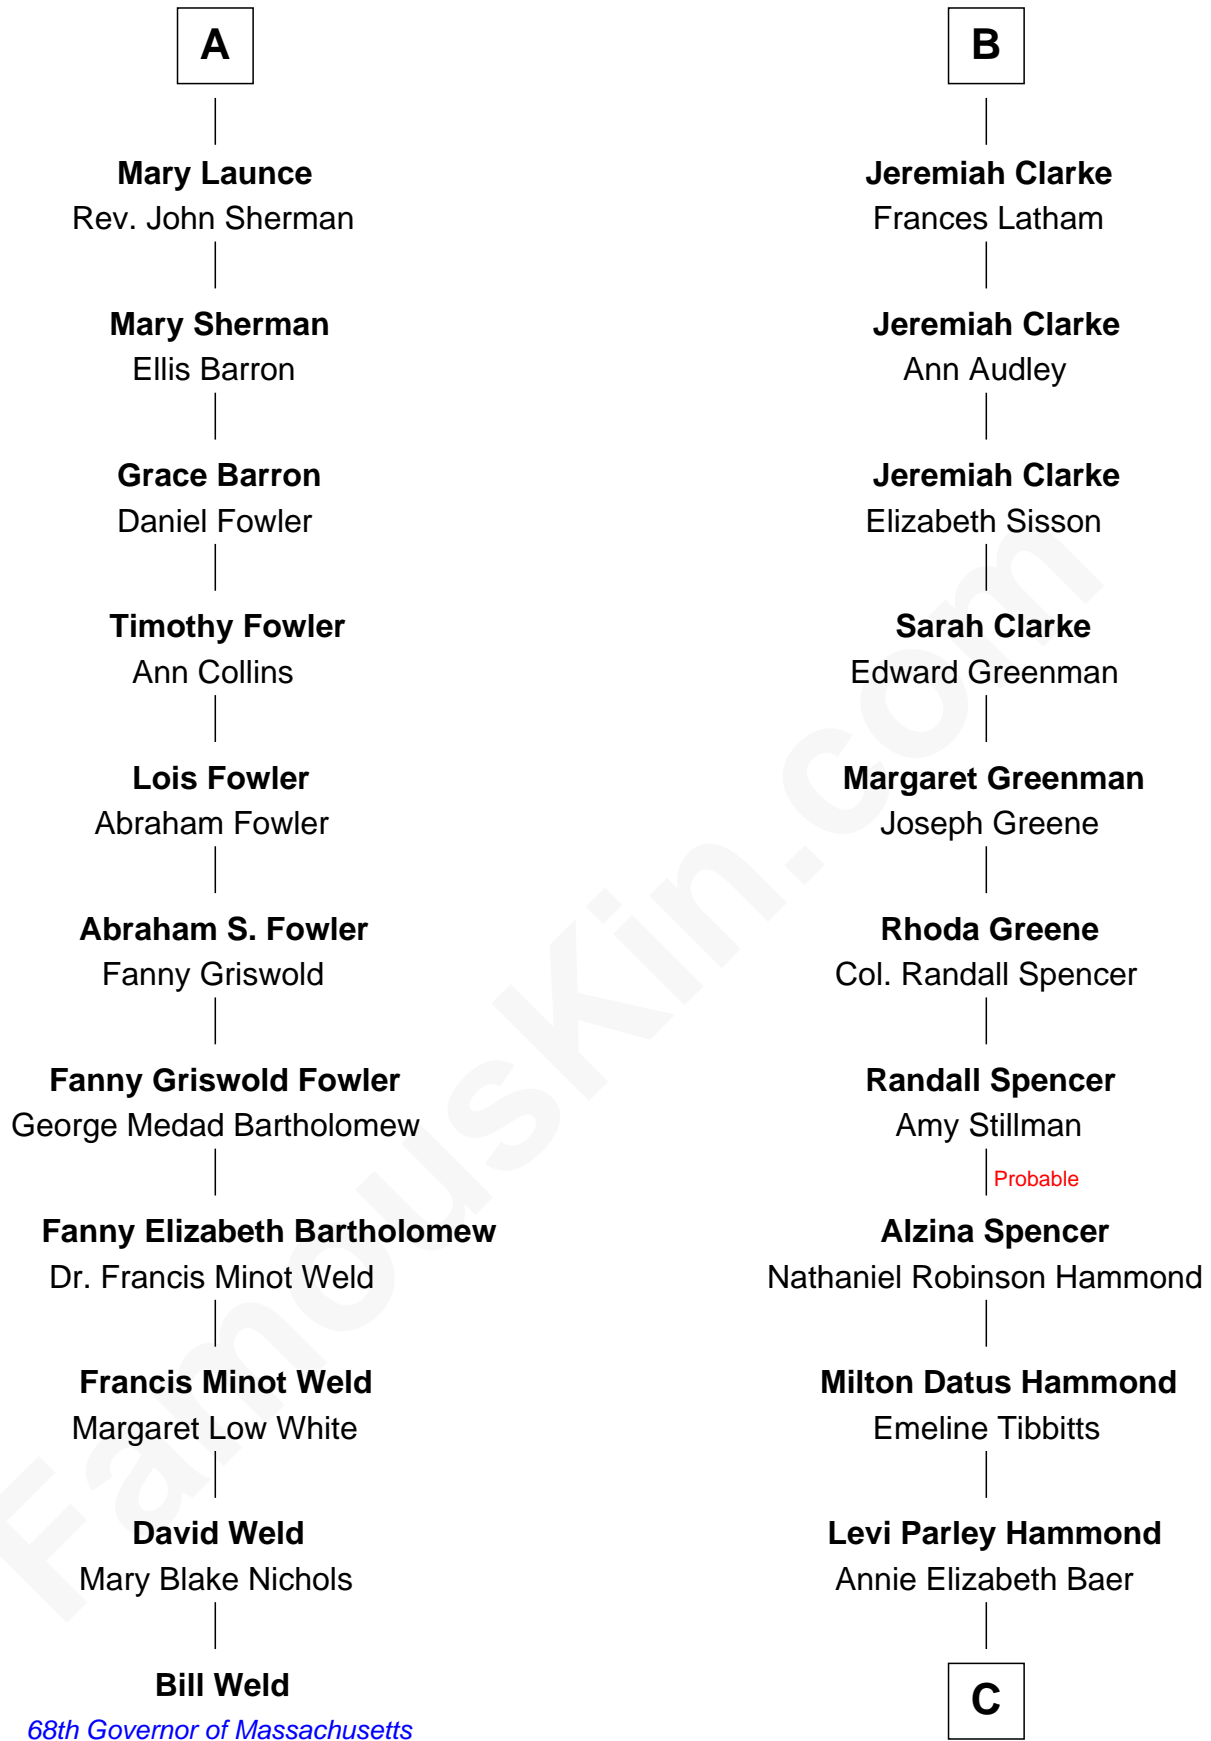 A
Mary Launce
Rev. John Sherman
Mary Sherman
Ellis Barron
Grace Barron
Daniel Fowler
Timothy Fowler
Ann Collins
Lois Fowler
Abraham Fowler
Abraham S. Fowler
Fanny Griswold
Fanny Griswold Fowler
George Medad Bartholomew
Fanny Elizabeth Bartholomew
Dr. Francis Minot Weld
Francis Minot Weld
Margaret Low White
David Weld
Mary Blake Nichols
Bill Weld
68th Governor of Massachusetts
B
Jeremiah Clarke
Frances Latham
Jeremiah Clarke
Ann Audley
Jeremiah Clarke
Elizabeth Sisson
Sarah Clarke
Edward Greenman
Margaret Greenman
Joseph Greene
Rhoda Greene
Col. Randall Spencer
Randall Spencer
Amy Stillman
Probable
Alzina Spencer
Nathaniel Robinson Hammond
Milton Datus Hammond
Emeline Tibbitts
Levi Parley Hammond
Annie Elizabeth Baer
C
FamousKin.com